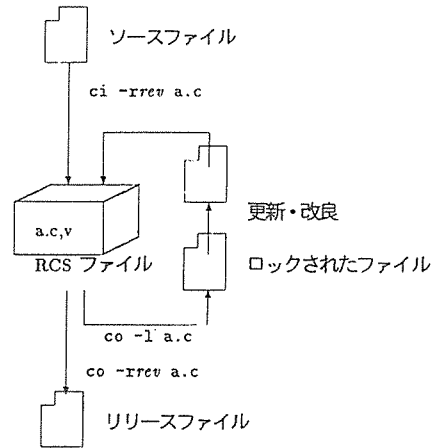 ソースファイル
ci -rrev a.c
更新・改良
a.c,v
RCS ファイル
ロックされたファイル
co -l a.c
co -rrev a.c
リリースファイル